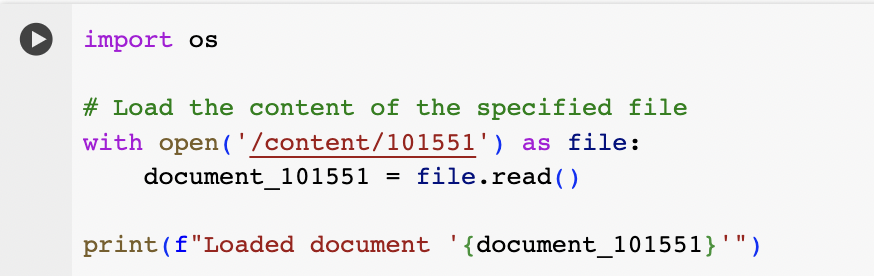 import os
# Load the content of the specified file
with open('/content/101551') as file:
    document_101551 = file.read()
print(f"Loaded document '{document_101551}'")